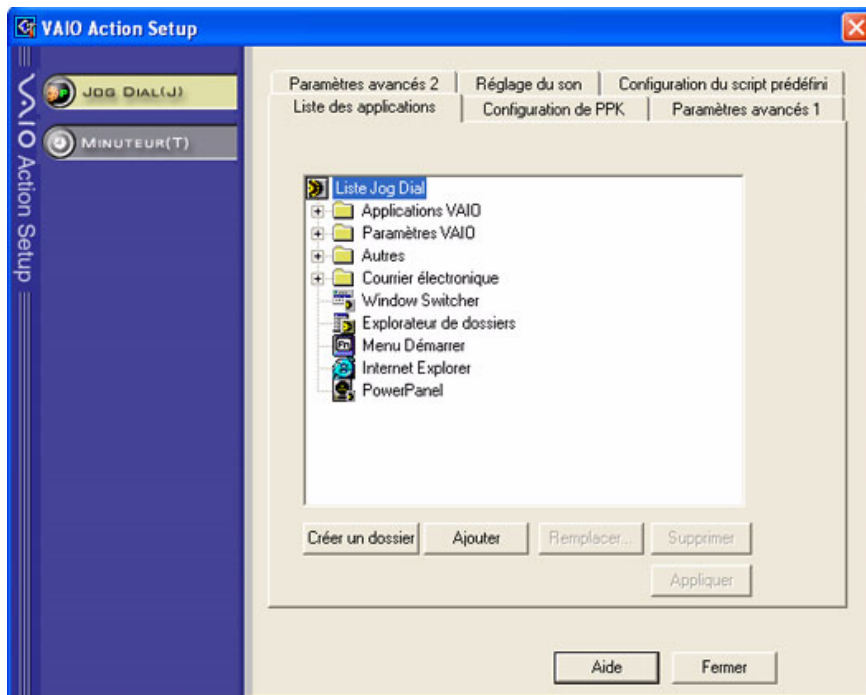 VAIO Action Setup
VAIO Action Setup
JOG DIAL(J)
MINUTEUR(T)
Paramètres avancés 2
Réglage du son
Configuration du script prédéfini
Liste des applications
Configuration de PPK
Paramètres avancés 1
Liste Jog Dial
Applications VAIO
Paramètres VAIO
Autres
Courrier électronique
Window Switcher
Explorateur de dossiers
Fn
Menu Démarrer
Internet Explorer
PowerPanel
Créer un dossier
Ajouter
Remplacer...
Supprimer
Appliquer
Aide
Fermer